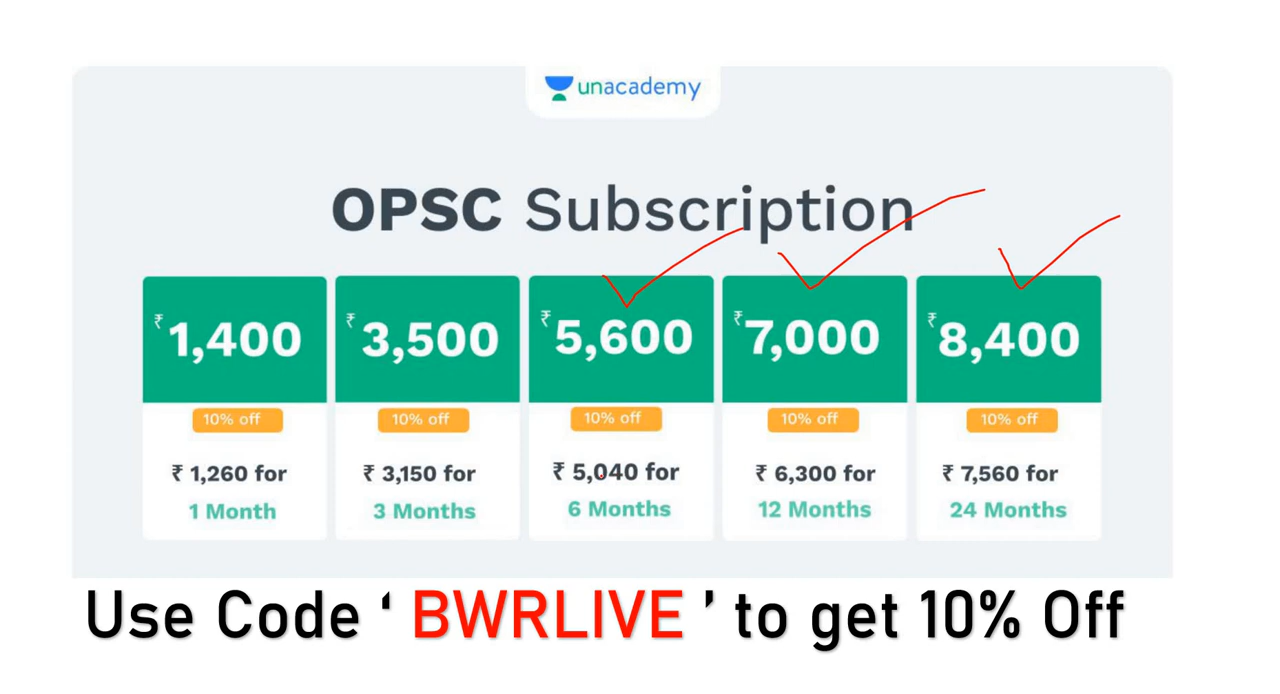 unacademy
OPSC Subscription
₹1,400 ₹3,500 ₹5,600 ₹7,000 ₹8,400
10% off 10% off 10% off 10% off 10% off
₹ 1,260 for ₹ 3,150 for ₹ 5,040 for ₹ 6,300 for ₹ 7,560 for
1 Month 3 Months 6 Months 12 Months 24 Months
Use Code ‘ BWRLIVE ’ to get 10% Off